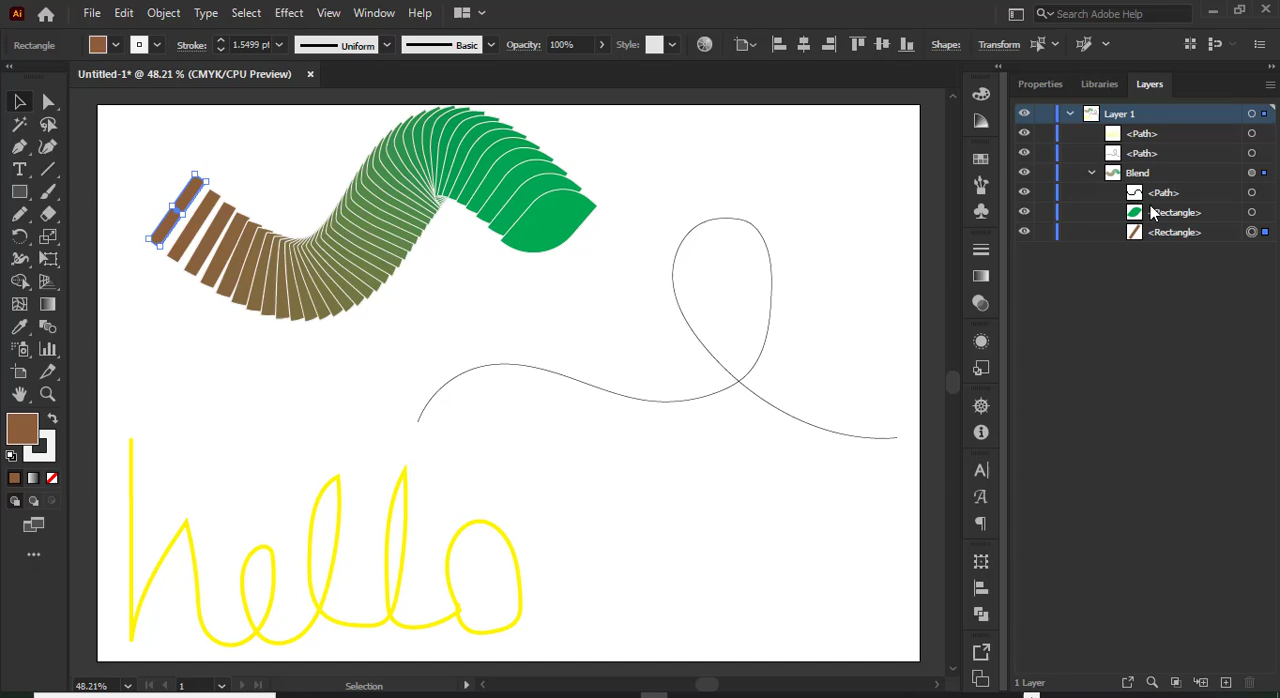 Ai File Edit Object Type Select Effect View Window Help Search Adobe Help
Rectangle Stroke: 1.5499 pt Uniform Basic Opacity: 100% Style: Shape: Transform
Untitled-1* @ 48.21 % (CMYK/CPU Preview) ×
Properties Libraries Layers
Layer 1
<Path>
<Path>
Blend
<Path>
<Rectangle>
<Rectangle>
hello
48.21% 1 Selection
1 Layer